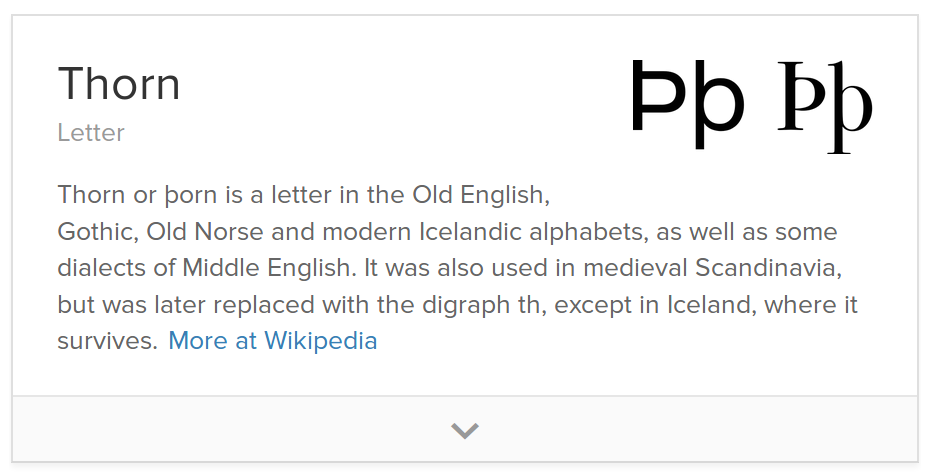 Thorn
Þþ Þþ
Letter
Thorn or þorn is a letter in the Old English,
Gothic, Old Norse and modern Icelandic alphabets, as well as some
dialects of Middle English. It was also used in medieval Scandinavia,
but was later replaced with the digraph th, except in Iceland, where it
survives. More at Wikipedia